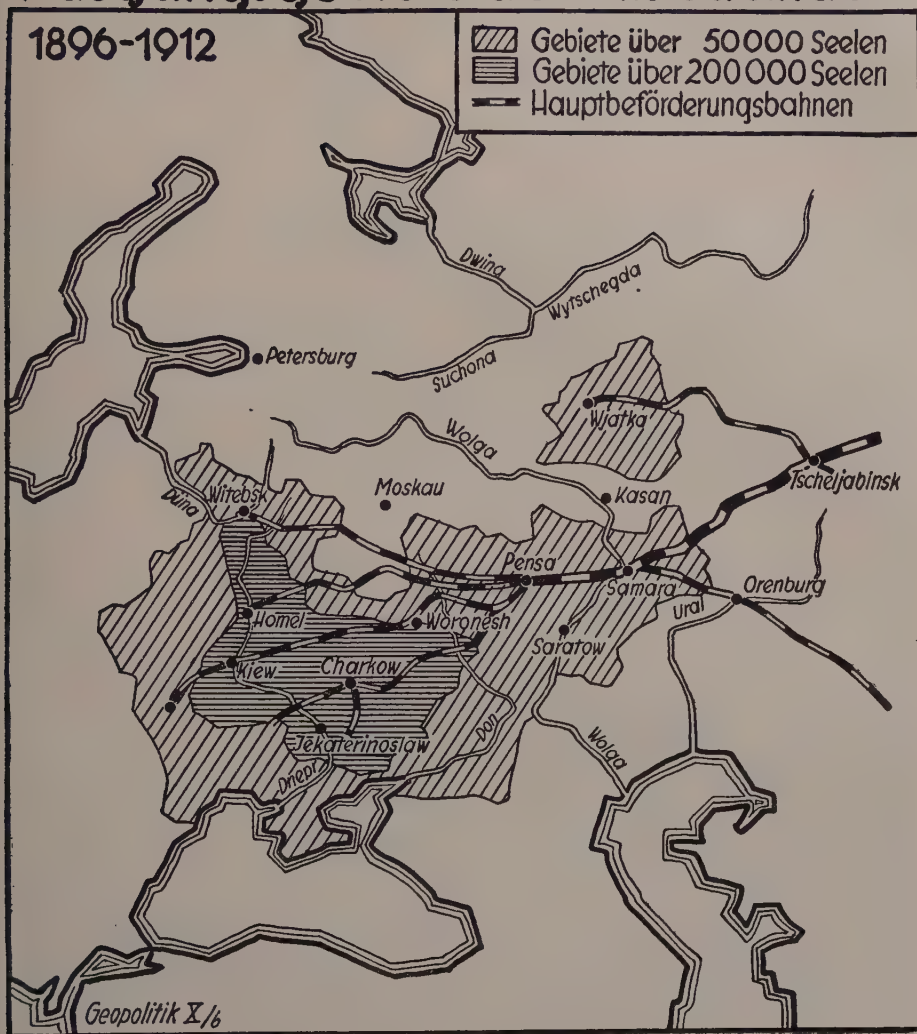 1896-1912
Gebiete über 50000 Seelen
Gebiete über 200000 Seelen
Hauptbeförderungsbahnen
Dwina
Wytschegda
Suchona
Petersburg
Wjatka
Wolga
Tscheljabinsk
Moskau
Kasan
Düna
Witebsk
Pensa
Samara
Orenburg
Ural
Homel
Woronesh
Saratow
Kiew
Charkow
Don
Wolga
Jekaterinoslaw
Dnepr
Geopolitik X/6